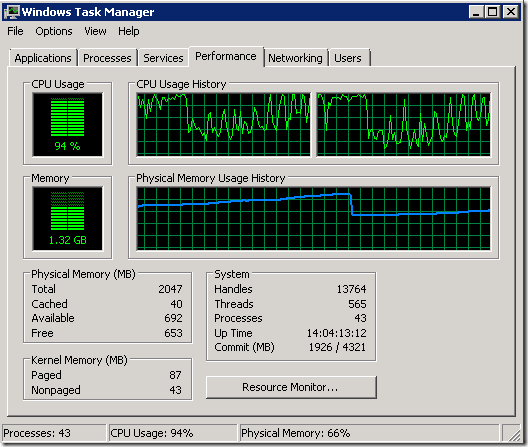 Windows Task Manager
File Options View Help
Applications Processes Services Performance Networking Users
CPU Usage
CPU Usage History
94 %
Memory
Physical Memory Usage History
1.32 GB
Physical Memory (MB)
Total 2047
Cached 40
Available 692
Free 653
System
Handles 13764
Threads 565
Processes 43
Up Time 14:04:13:12
Commit (MB) 1926 / 4321
Kernel Memory (MB)
Paged 87
Nonpaged 43
Resource Monitor...
Processes: 43 CPU Usage: 94% Physical Memory: 66%